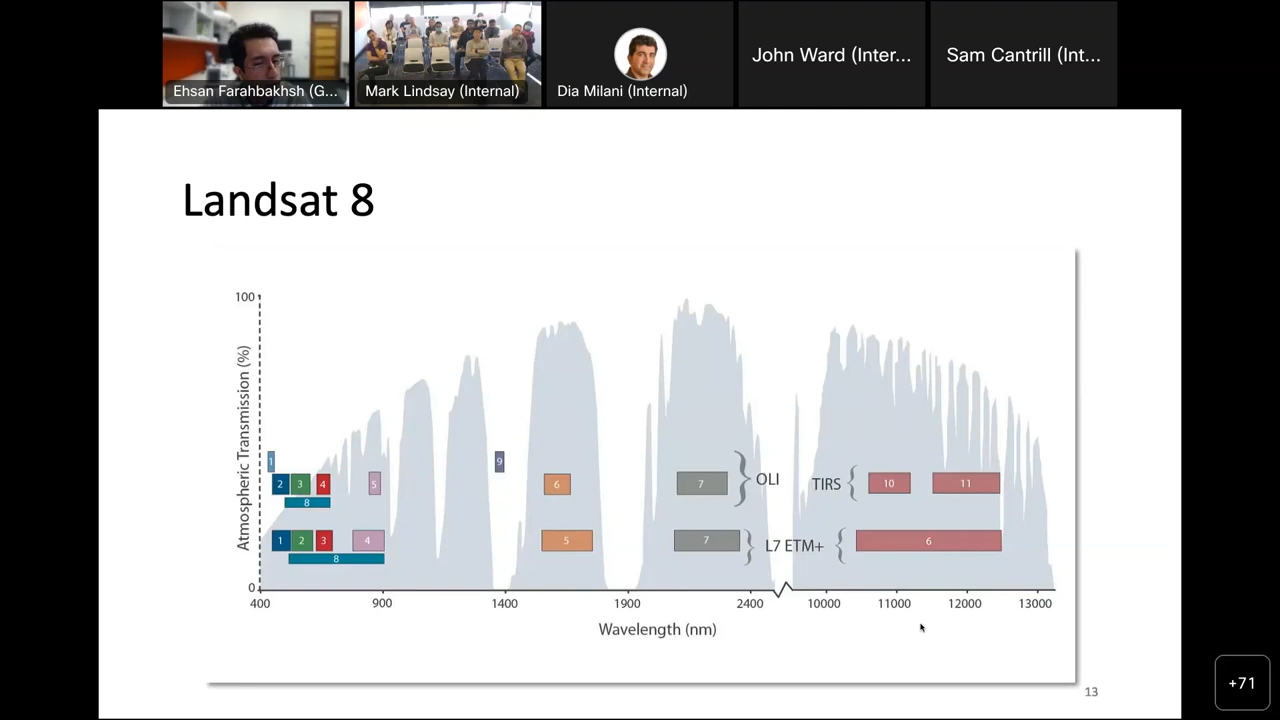 Ehsan Farahbakhsh (G...
Mark Lindsay (Internal)
Dia Milani (Internal)
John Ward (Inter...
Sam Cantrill (Int...
Landsat 8
100
Atmospheric Transmission (%)
0
1
9
2
3
4
5
6
7
OLI
TIRS
10
11
8
1
2
3
4
5
7
L7 ETM+
6
8
400
900
1400
1900
2400
10000
11000
12000
13000
Wavelength (nm)
13
+71